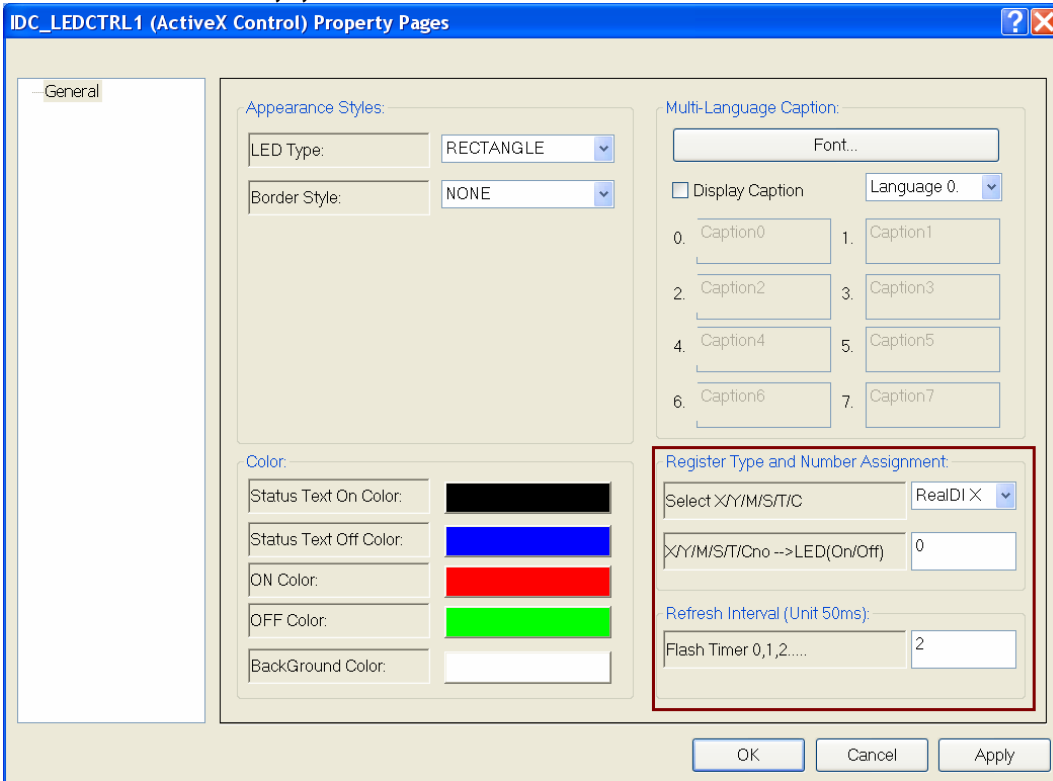 IDC_LEDCTRL1 (ActiveX Control) Property Pages
General
Appearance Styles:
LED Type:
RECTANGLE
Border Style:
NONE
Multi-Language Caption:
Font...
Display Caption
Language 0.
0. Caption0 1. Caption1
2. Caption2 3. Caption3
4. Caption4 5. Caption5
6. Caption6 7. Caption7
Color:
Status Text On Color:
Status Text Off Color:
ON Color:
OFF Color:
BackGround Color:
Register Type and Number Assignment:
Select X/Y/M/S/T/C
RealDI X
X/Y/M/S/T/Cno -->LED(On/Off)
0
Refresh Interval (Unit 50ms):
Flash Timer 0,1,2.....
2
OK Cancel Apply